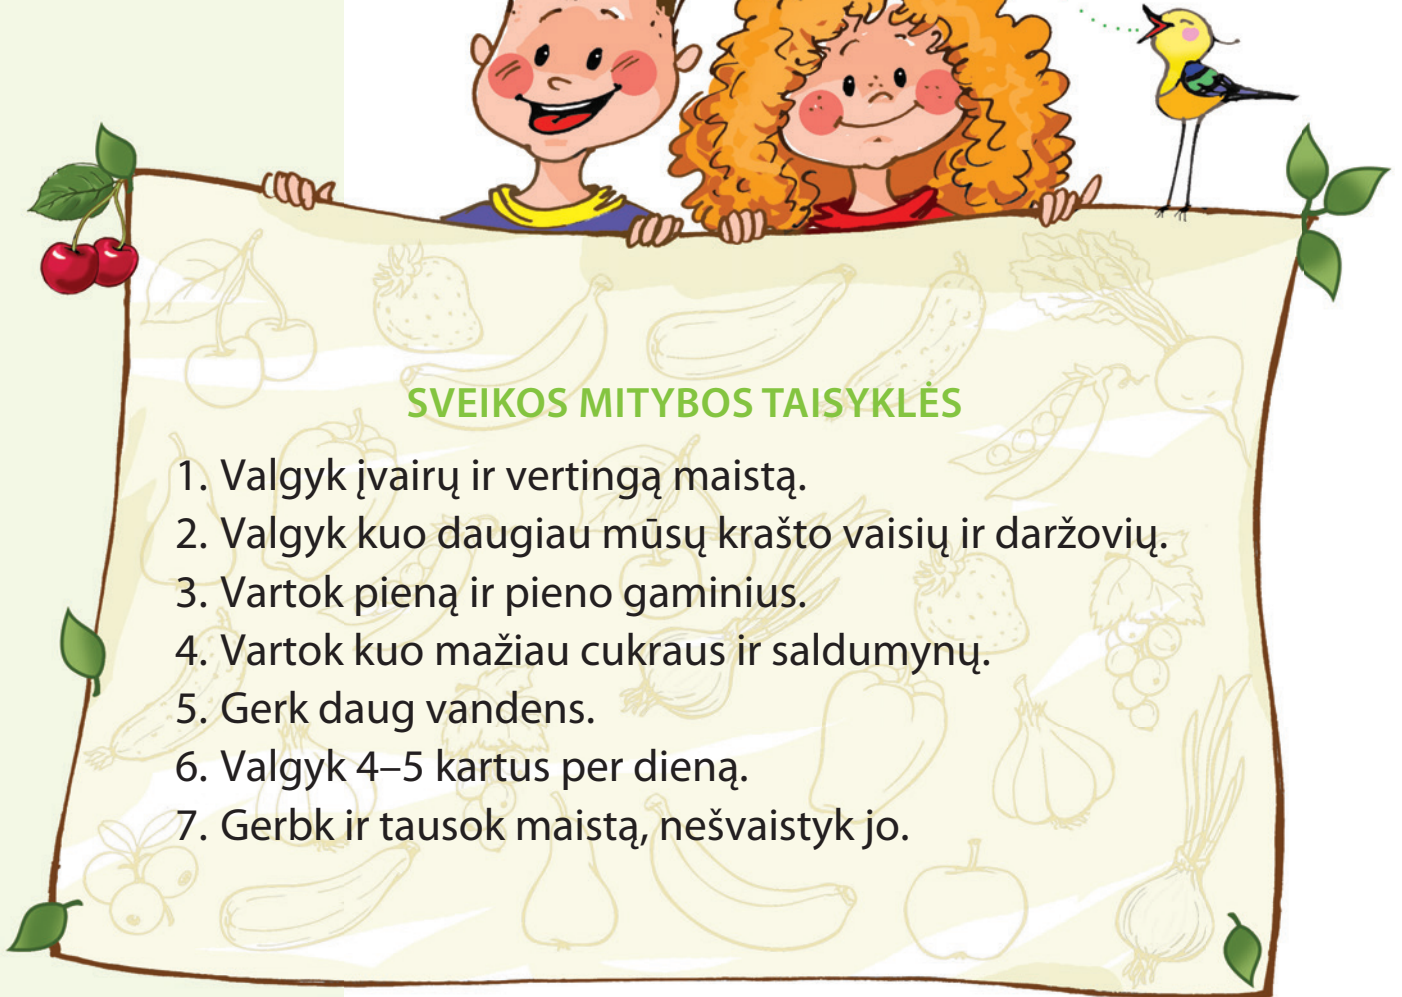 SVEIKOS MITYBOS TAISYKLĖS
1. Valgyk įvairų ir vertingą maistą.
2. Valgyk kuo daugiau mūsų krašto vaisių ir daržovių.
3. Vartok pieną ir pieno gaminius.
4. Vartok kuo mažiau cukraus ir saldumynų.
5. Gerk daug vandens.
6. Valgyk 4–5 kartus per dieną.
7. Gerbk ir tausok maistą, nešvaistyk jo.